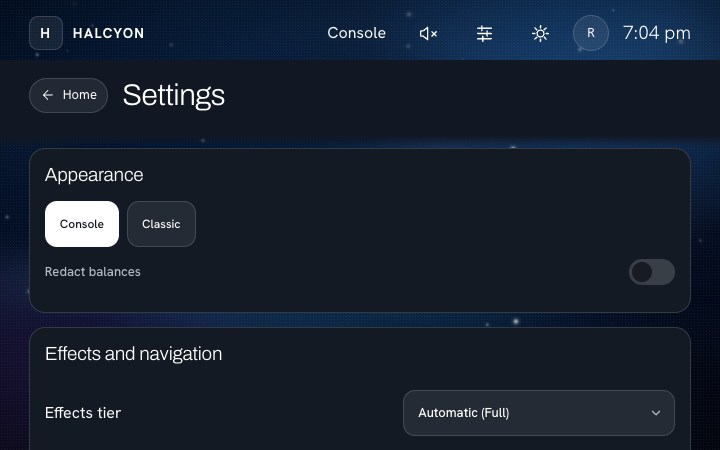 H HALCYON Console R 7:04 pm
Home Settings
Appearance
Console Classic
Redact balances
Effects and navigation
Effects tier Automatic (Full)